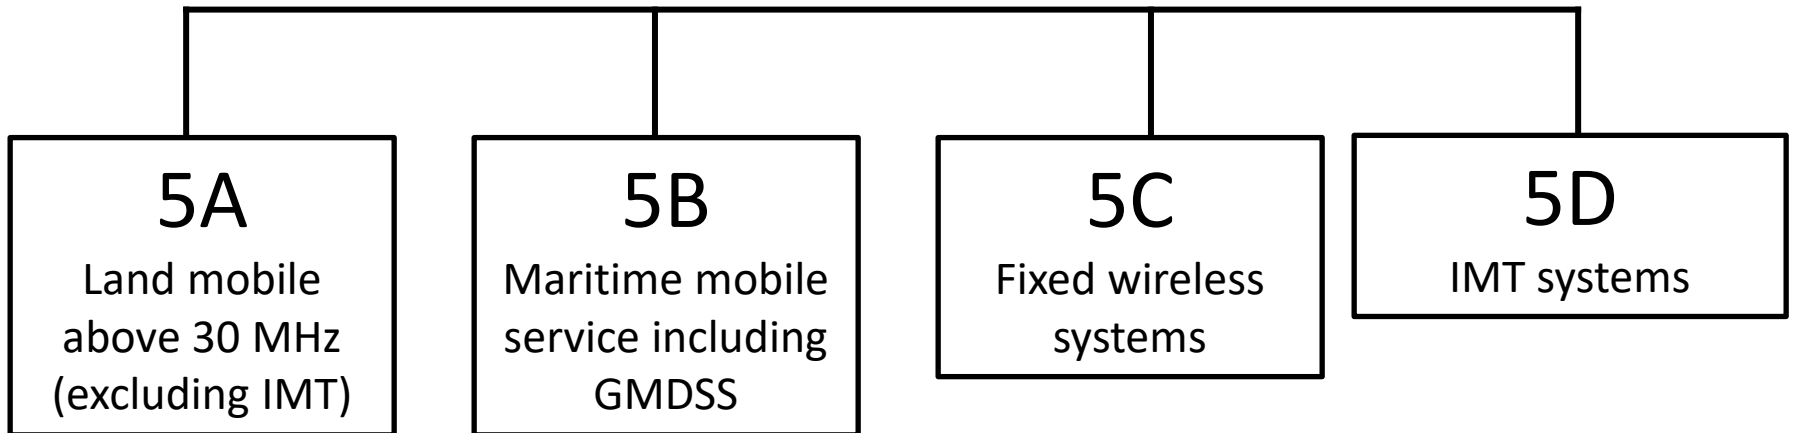 5A
Land mobile
above 30 MHz
(excluding IMT)
5B
Maritime mobile
service including
GMDSS
5C
Fixed wireless
systems
5D
IMT systems